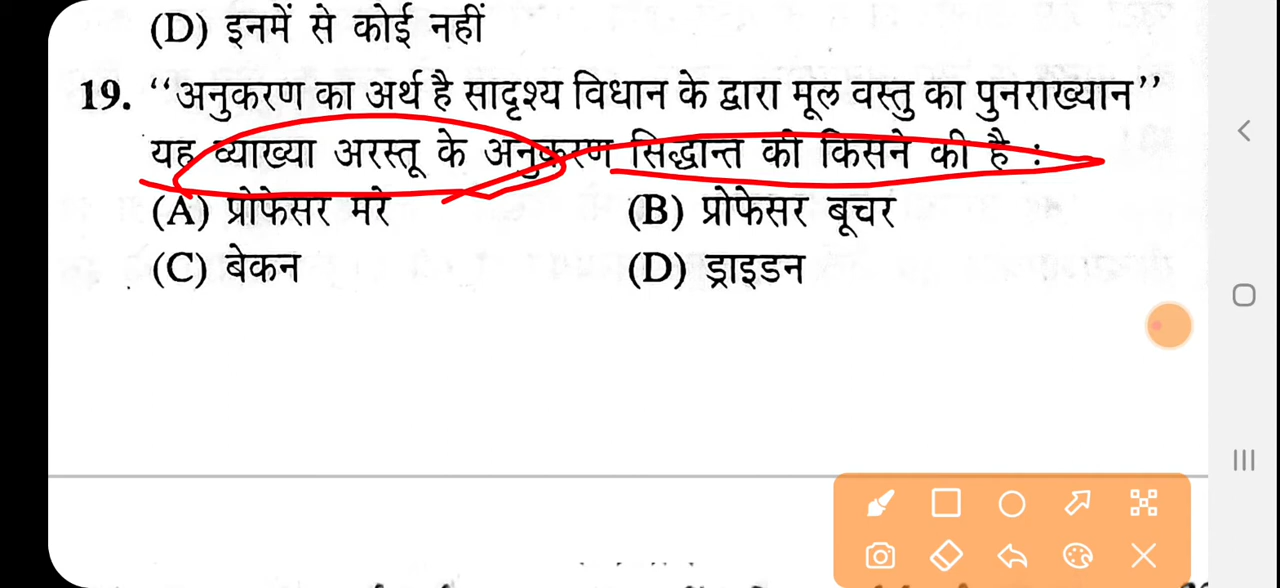 (D) इनमें से कोई नहीं
19. ‘‘अनुकरण का अर्थ है सादृश्य विधान के द्वारा मूल वस्तु का पुनराख्यान’’
यह व्याख्या अरस्तू के अनुकरण सिद्धान्त की किसने की है :
(A) प्रोफेसर मरे (B) प्रोफेसर बूचर
(C) बेकन (D) ड्राइडन